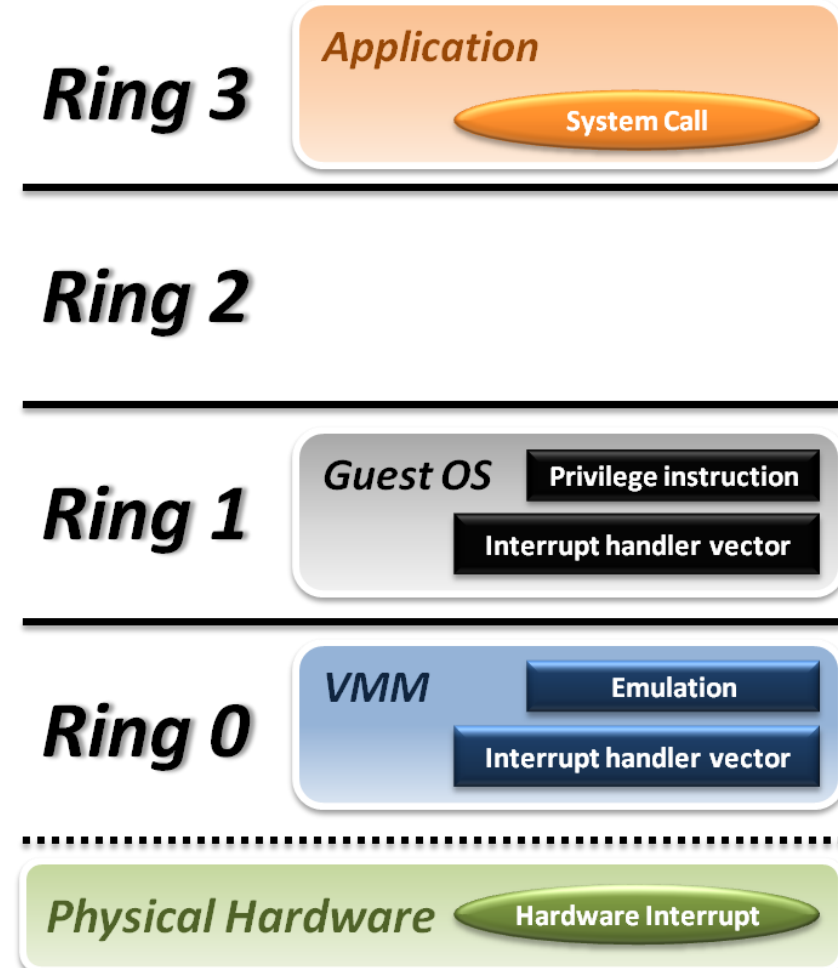 Ring 3
Application
System Call
Ring 2
Ring 1
Guest OS
Privilege instruction
Interrupt handler vector
Ring 0
VMM
Emulation
Interrupt handler vector
Physical Hardware
Hardware Interrupt